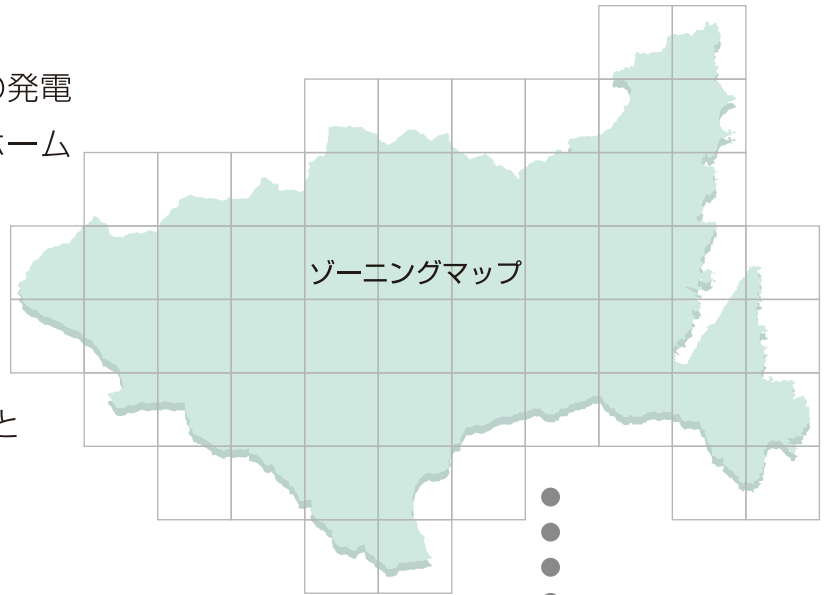 の発電
ホーム
ゾーニングマップ
と